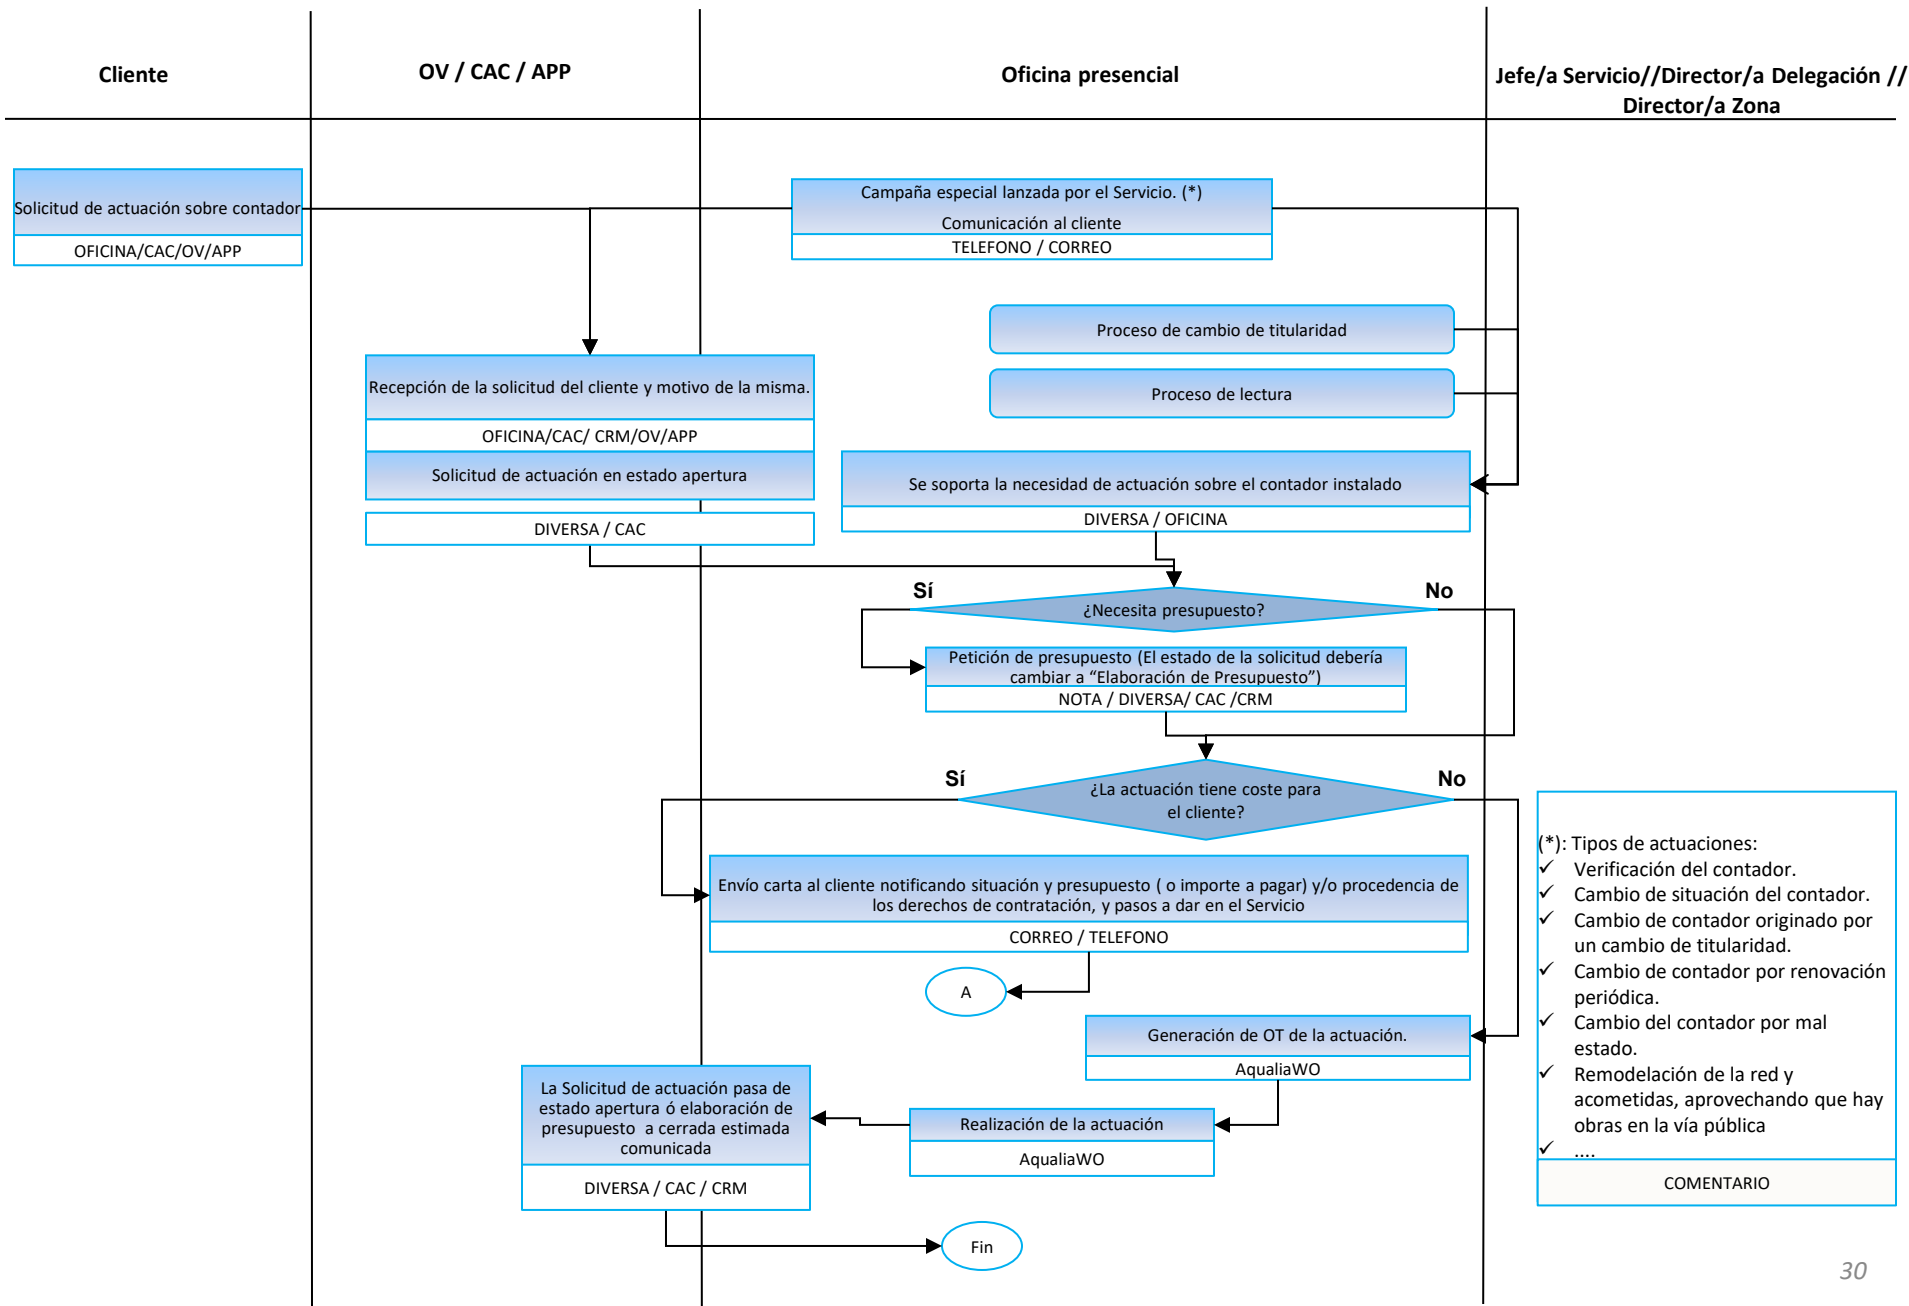 Cliente
OV / CAC / APP
Oficina presencial
Jefe/a Servicio//Director/a Delegación //
Director/a Zona
Solicitud de actuación sobre contador
OFICINA/CAC/OV/APP
Campaña especial lanzada por el Servicio. (*)
Comunicación al cliente
TELEFONO / CORREO
Proceso de cambio de titularidad
Proceso de lectura
Recepción de la solicitud del cliente y motivo de la misma.
OFICINA/CAC/ CRM/OV/APP
Solicitud de actuación en estado apertura
DIVERSA / CAC
Se soporta la necesidad de actuación sobre el contador instalado
DIVERSA / OFICINA
Sí
¿Necesita presupuesto?
No
Petición de presupuesto (El estado de la solicitud debería
cambiar a “Elaboración de Presupuesto”)
NOTA / DIVERSA/ CAC /CRM
Sí
¿La actuación tiene coste para
el cliente?
No
Envío carta al cliente notificando situación y presupuesto ( o importe a pagar) y/o procedencia de
los derechos de contratación, y pasos a dar en el Servicio
CORREO / TELEFONO
A
Generación de OT de la actuación.
AqualiaWO
Realización de la actuación
AqualiaWO
La Solicitud de actuación pasa de
estado apertura ó elaboración de
presupuesto a cerrada estimada
comunicada
DIVERSA / CAC / CRM
Fin
(*): Tipos de actuaciones:
✓ Verificación del contador.
✓ Cambio de situación del contador.
✓ Cambio de contador originado por
un cambio de titularidad.
✓ Cambio de contador por renovación
periódica.
✓ Cambio del contador por mal
estado.
✓ Remodelación de la red y
acometidas, aprovechando que hay
obras en la vía pública
✓ ....
COMENTARIO
30